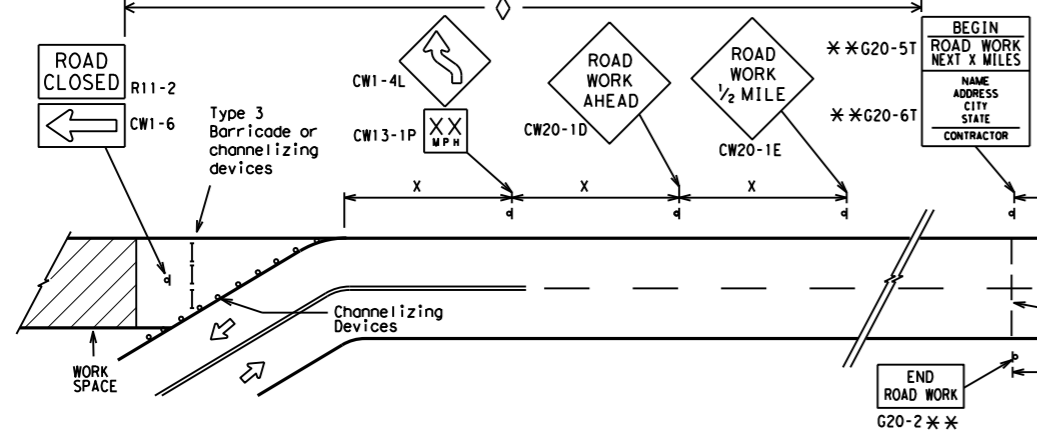 ROAD
CLOSED
R11-2
CW1-6
Type 3
Barricade or
channelizing
devices
CW1-4L
XX
MPH
CW13-1P
ROAD
WORK
AHEAD
CW20-1D
ROAD
WORK
1/2 MILE
CW20-1E
**G20-5T
BEGIN
ROAD WORK
NEXT X MILES
**G20-6T
NAME
ADDRESS
CITY
STATE
CONTRACTOR
X
X
X
Channelizing
Devices
WORK
SPACE
END
ROAD WORK
G20-2**